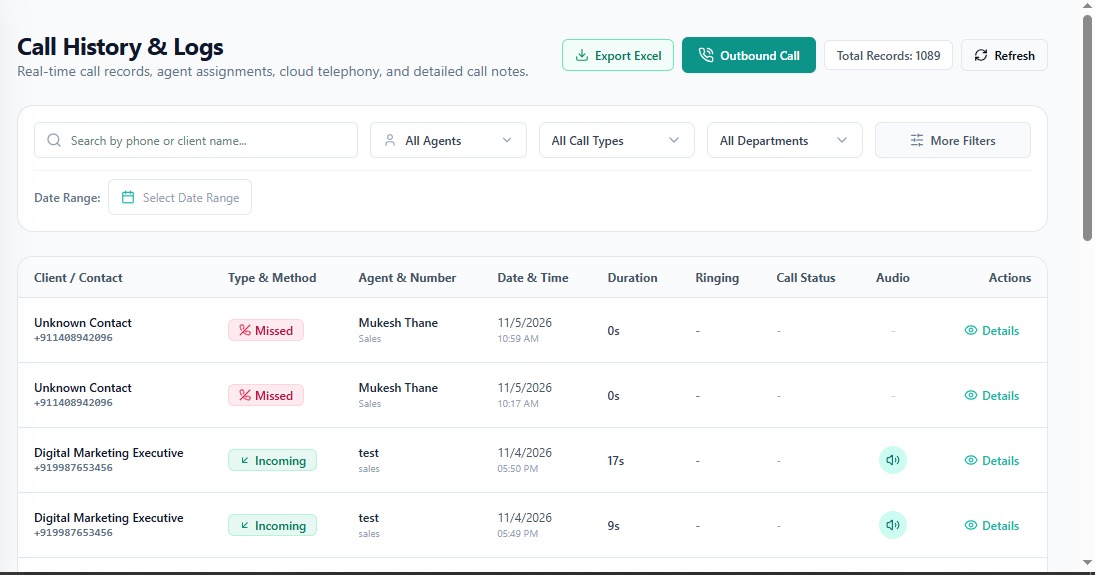 Call History & Logs
Real-time call records, agent assignments, cloud telephony, and detailed call notes.
Export Excel
Outbound Call
Total Records: 1089
Refresh
Search by phone or client name...
All Agents
All Call Types
All Departments
More Filters
Date Range:
Select Date Range
Client / Contact Type & Method Agent & Number Date & Time Duration Ringing Call Status Audio Actions
Unknown Contact
+911408942096
Missed
Mukesh Thane
Sales
11/5/2026
10:59 AM
0s
-
-
-
Details
Unknown Contact
+911408942096
Missed
Mukesh Thane
Sales
11/5/2026
10:17 AM
0s
-
-
-
Details
Digital Marketing Executive
+919987653456
Incoming
test
sales
11/4/2026
05:50 PM
17s
-
-
Details
Digital Marketing Executive
+919987653456
Incoming
test
sales
11/4/2026
05:49 PM
9s
-
-
Details